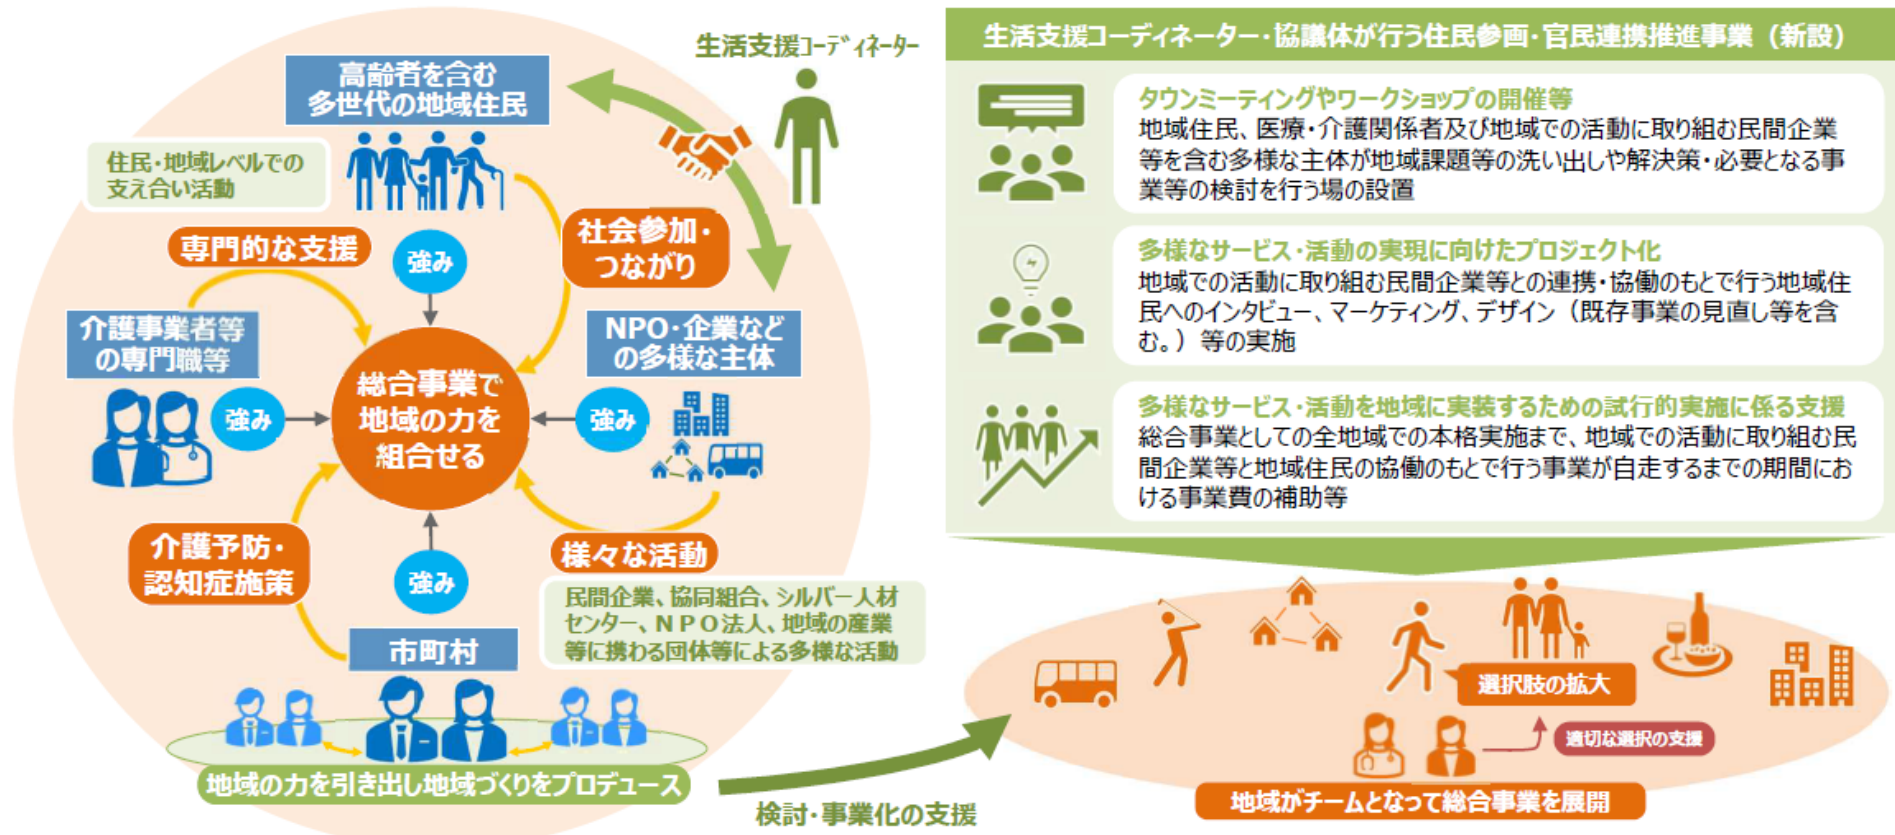 生活支援コーディネーター
高齢者を含む
多世代の地域住民
住民・地域レベルでの
支え合い活動
専門的な支援
強み
社会参加・
つながり
介護事業者等
の専門職等
NPO・企業など
の多様な主体
強み
総合事業で
地域の力を
組合せる
強み
介護予防・
認知症施策
強み
様々な活動
民間企業、協同組合、シルバー人材
センター、NPO法人、地域の産業
等に携わる団体等による多様な活動
市町村
地域の力を引き出し地域づくりをプロデュース
検討・事業化の支援
生活支援コーディネーター・協議体が行う住民参画・官民連携推進事業（新設）
タウンミーティングやワークショップの開催等
地域住民、医療・介護関係者及び地域での活動に取り組む民間企業
等を含む多様な主体が地域課題等の洗い出しや解決策・必要となる事
業等の検討を行う場の設置
多様なサービス・活動の実現に向けたプロジェクト化
地域での活動に取り組む民間企業等との連携・協働のもとで行う地域住
民へのインタビュー、マーケティング、デザイン（既存事業の見直し等を含
む。）等の実施
多様なサービス・活動を地域に実装するための試行的実施に係る支援
総合事業としての全地域での本格実施まで、地域での活動に取り組む民
間企業等と地域住民の協働のもとで行う事業が自走するまでの期間にお
ける事業費の補助等
選択肢の拡大
適切な選択の支援
地域がチームとなって総合事業を展開